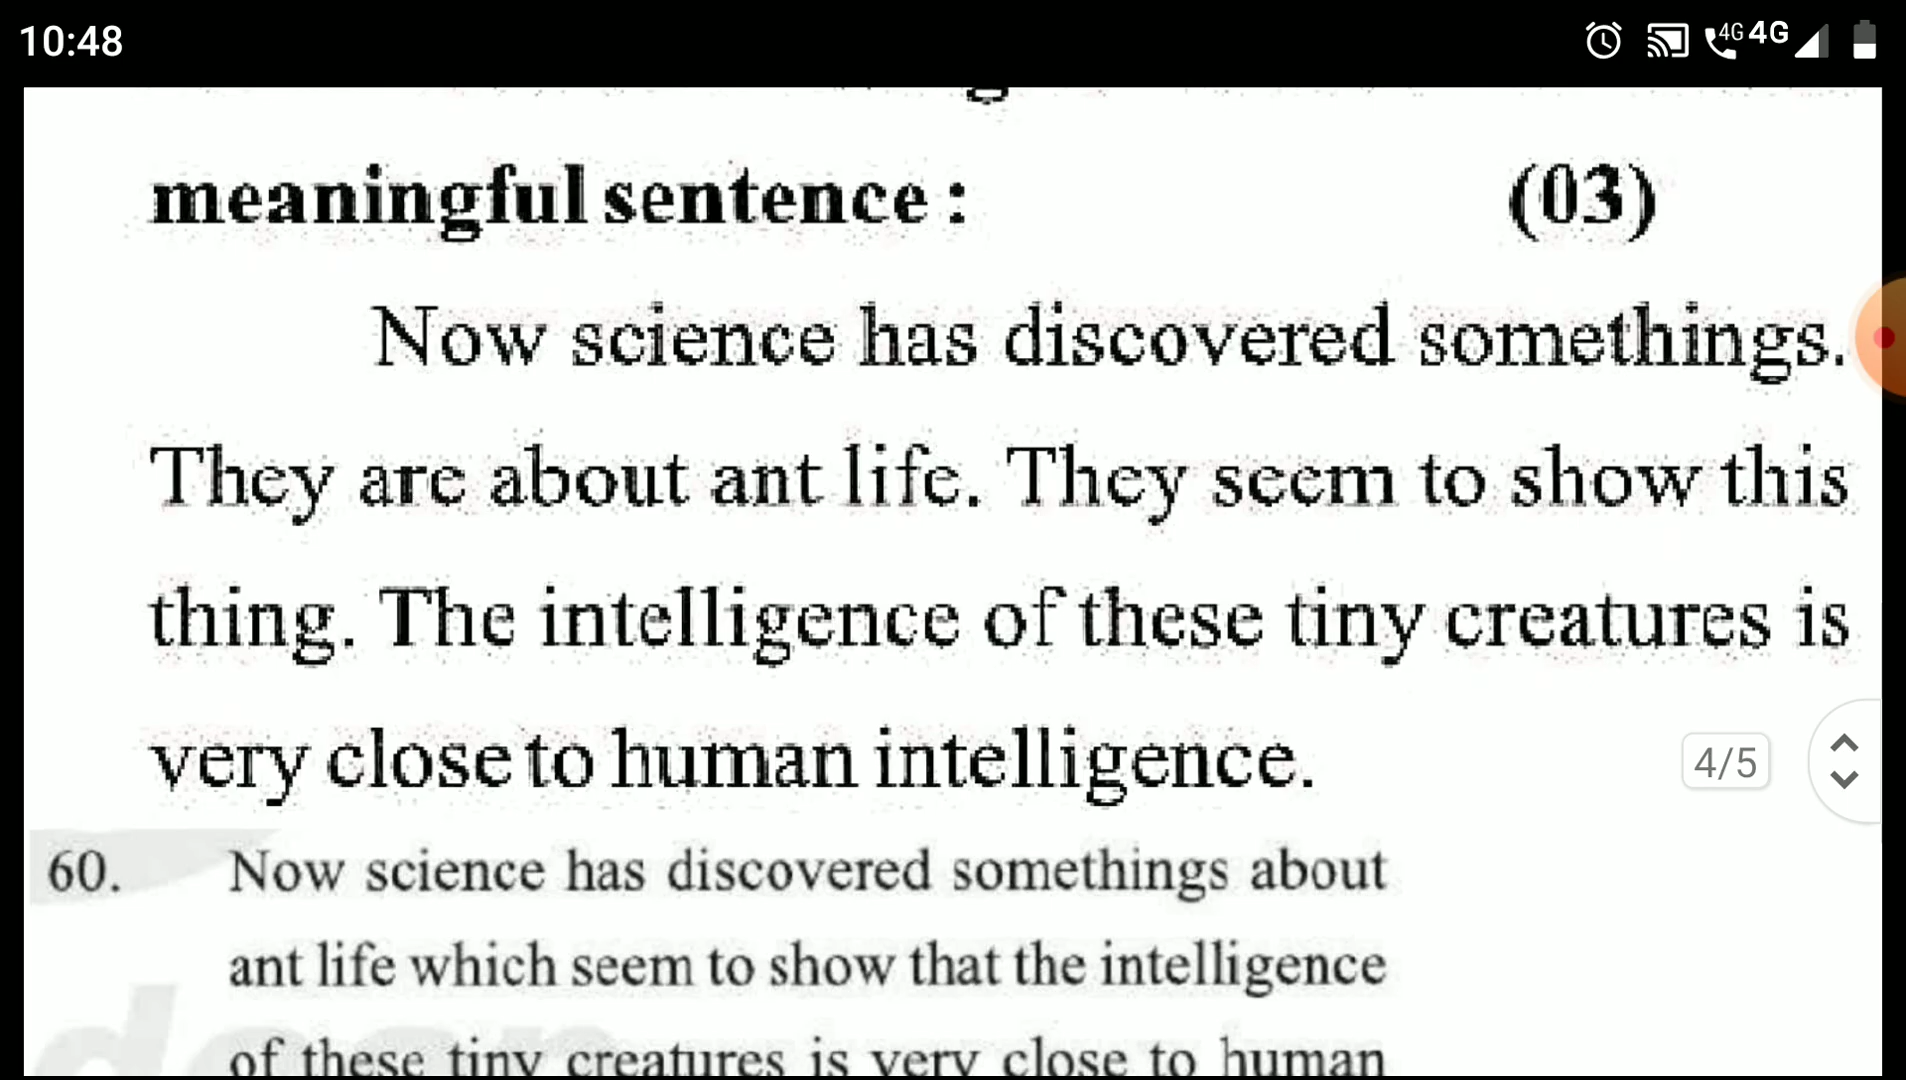 10:48 4G 4G
meaningful sentence : (03)
Now science has discovered somethings.
They are about ant life. They seem to show this
thing. The intelligence of these tiny creatures is
very close to human intelligence.
4/5
60. Now science has discovered somethings about
ant life which seem to show that the intelligence
of these tiny creatures is very close to human